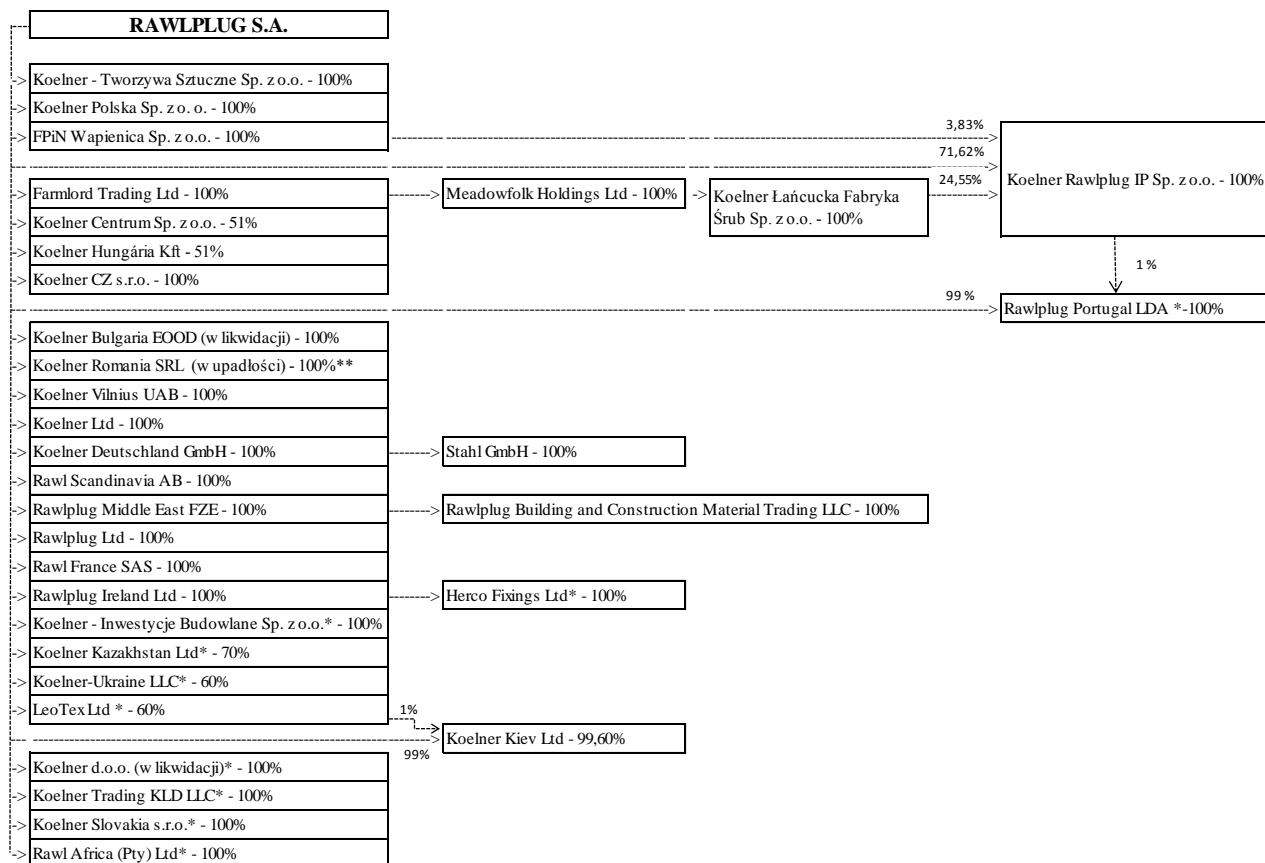 RAWLPLUG S.A.
Koelner - Tworzywa Sztuczne Sp. z o.o. - 100%
Koelner Polska Sp. z o. o. - 100%
FPiN Wapienica Sp. z o.o. - 100%
3,83%
71,62%
Farmlord Trading Ltd - 100%
Meadowfolk Holdings Ltd - 100%
Koelner Łańcucka Fabryka
Śrub Sp. z o.o. - 100%
24,55%
Koelner Rawlplug IP Sp. z o.o. - 100%
Koelner Centrum Sp. z o.o. - 51%
Koelner Hungária Kft - 51%
Koelner CZ s.r.o. - 100%
1 %
99 %
Rawlplug Portugal LDA *-100%
Koelner Bulgaria EOOD (w likwidacji) - 100%
Koelner Romania SRL (w upadłości) - 100%**
Koelner Vilnius UAB - 100%
Koelner Ltd - 100%
Koelner Deutschland GmbH - 100%
Stahl GmbH - 100%
Rawl Scandinavia AB - 100%
Rawlplug Middle East FZE - 100%
Rawlplug Building and Construction Material Trading LLC - 100%
Rawlplug Ltd - 100%
Rawl France SAS - 100%
Rawlplug Ireland Ltd - 100%
Herco Fixings Ltd* - 100%
Koelner - Inwestycje Budowlane Sp. z o.o.* - 100%
Koelner Kazakhstan Ltd* - 70%
Koelner-Ukraine LLC* - 60%
LeoTex Ltd * - 60%
1%
Koelner Kiev Ltd - 99,60%
99%
Koelner d.o.o. (w likwidacji)* - 100%
Koelner Trading KLD LLC* - 100%
Koelner Slovakia s.r.o.* - 100%
Rawl Africa (Pty) Ltd* - 100%